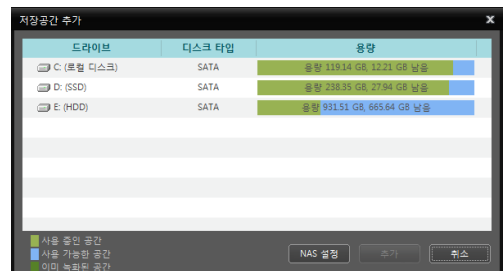 저장공간 추가 x
드라이브 디스크 타입 용량
C: (로컬 디스크) SATA 용량 119.14 GB, 12.21 GB 남음
D: (SSD) SATA 용량 238.35 GB, 27.94 GB 남음
E: (HDD) SATA 용량 931.51 GB, 665.64 GB 남음
사용 중인 공간
사용 가능한 공간
이미 녹화된 공간
NAS 설정 추가 취소